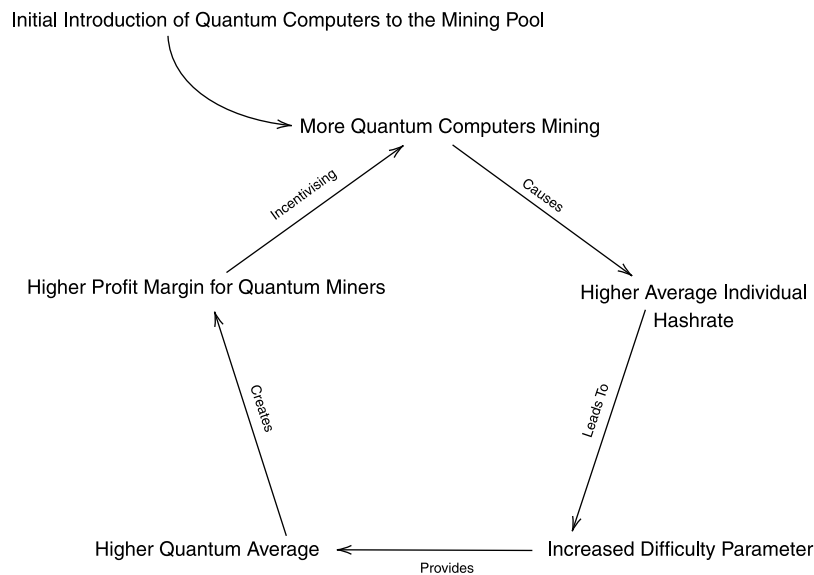 Initial Introduction of Quantum Computers to the Mining Pool
More Quantum Computers Mining
Incentivising
Causes
Higher Profit Margin for Quantum Miners
Higher Average Individual
Hashrate
Creates
Leads To
Higher Quantum Average
Increased Difficulty Parameter
Provides